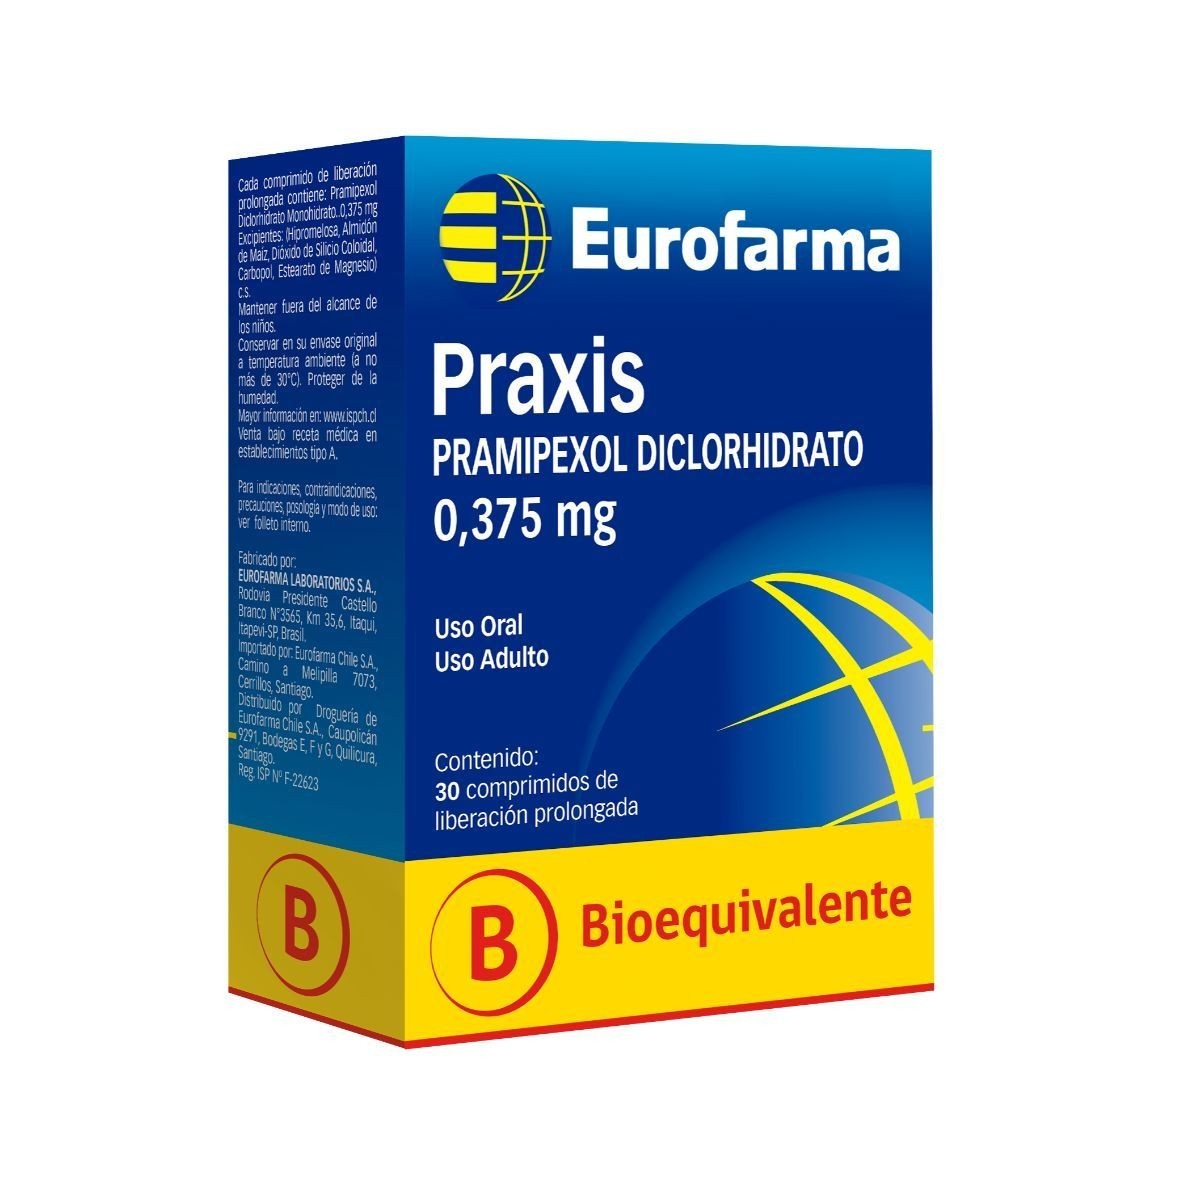 Cada comprimido de liberación
prolongada contiene: Pramipexol
Diclorhidrato Monohidrato..0,375 mg
Excipientes: (Hipromelosa, Almidón
de Maíz, Dióxido de Silicio Coloidal,
Carbopol, Estearato de Magnesio)
c.s.
Mantener fuera del alcance de
los niños.
Conservar en su envase original
a temperatura ambiente (a no
más de 30°C). Proteger de la
humedad.
Mayor información en: www.ispch.cl
Venta bajo receta médica en
establecimientos tipo A.
Para indicaciones, contraindicaciones,
precauciones, posología y modo de uso:
ver folleto interno.
Fabricado por:
EUROFARMA LABORATORIOS S.A.,
Rodovia Presidente Castello
Branco N°3565, Km 35,6, Itaqui,
Itapevi-SP, Brasil.
Importado por: Eurofarma Chile S.A.,
Camino a Melipilla 7073,
Cerrillos, Santiago.
Distribuido por Droguería de
Eurofarma Chile S.A., Caupolicán
9291, Bodegas E, F y G, Quilicura,
Santiago.
Reg. ISP Nº F-22623
B
Eurofarma
Praxis
PRAMIPEXOL DICLORHIDRATO
0,375 mg
Uso Oral
Uso Adulto
Contenido:
30 comprimidos de
liberación prolongada
B Bioequivalente